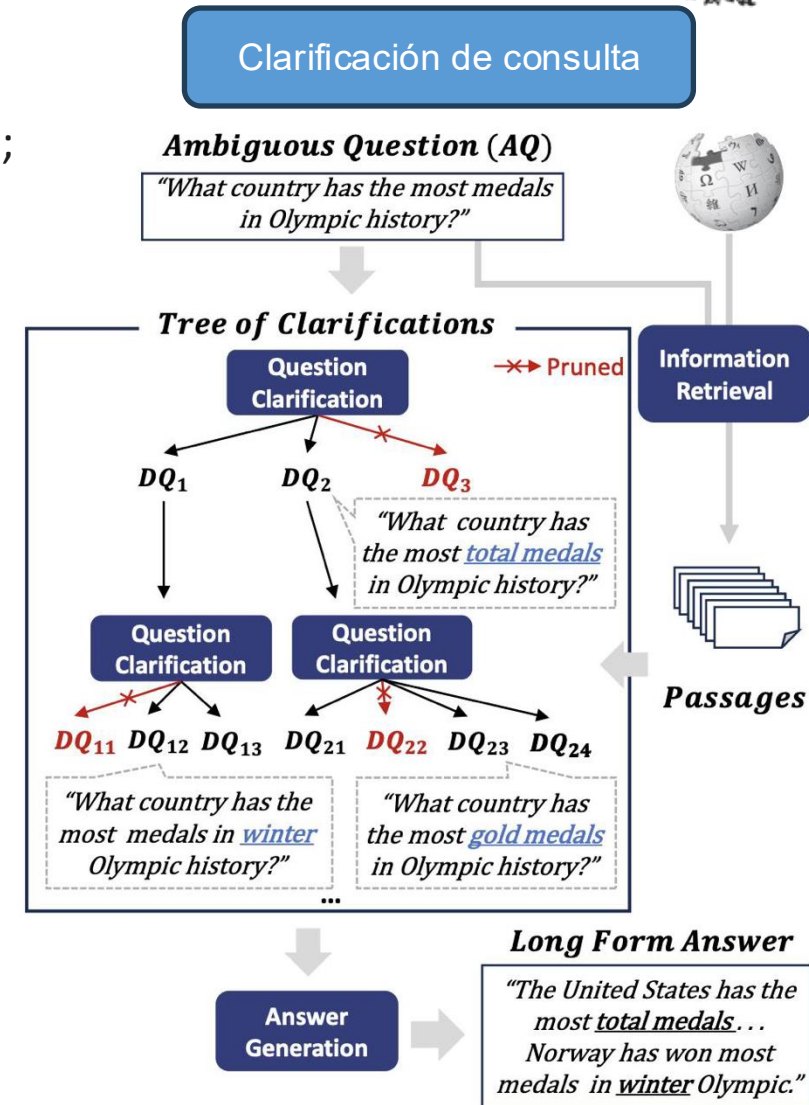 Clarificación de consulta
;
Ambiguous Question (AQ)
“What country has the most medals
in Olympic history?”
Tree of Clarifications
Question
Clarification
Pruned
Information
Retrieval
DQ1
DQ2
DQ3
“What country has
the most total medals
in Olympic history?”
Question
Clarification
Question
Clarification
Passages
DQ11 DQ12 DQ13 DQ21 DQ22 DQ23 DQ24
“What country has the
most medals in winter
Olympic history?”
“What country has
the most gold medals
in Olympic history?”
...
Long Form Answer
Answer
Generation
“The United States has the
most total medals...
Norway has won most
medals in winter Olympic.”
Ω W И 維 7